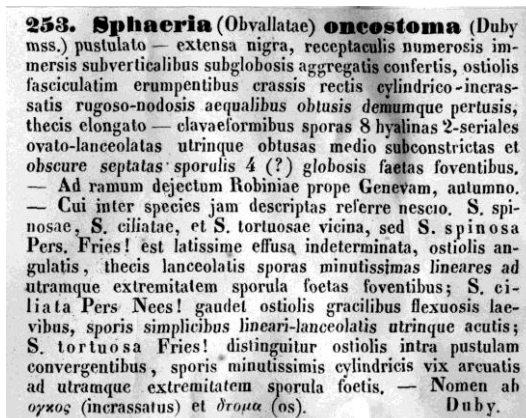 253. Sphaeria (Obvallatae) oncostoma (Duby
mss.) pustulato — extensa nigra, receptaculis numerosis im-
mersis subverticalibus subglobosis aggregatis confertis, ostiolis
fasciculatim erumpentibus crassis rectis cylindrico-incras-
satis rugoso-nodosis aequalibus obtusis demumque pertusis,
thecis elongato — clavaeformibus sporas 8 hyalinas 2-seriales
ovato-lanceolatas utrinque obtusas medio subconstrictas et
obscure septatas sporulis 4 (?) globosis faetas foventibus.
— Ad ramum dejectum Robiniae prope Genevam, autumno.
— Cui inter species jam descriptas referre nescio. S. spi-
nosae, S. ciliatae, et S. tortuosae vicina, sed S. spinosa
Pers. Fries! est latissime effusa indeterminata, ostiolis an-
gulatis, thecis lanceolatis sporas minutissimas lineares ad
utramque extremitatem sporula foetas foventibus; S. ci-
liata Pers Nees! gaudet ostiolis gracilibus flexuosis lae-
vibus, sporis simplicibus lineari-lanceolatis utrinque acutis;
S. tortuosa Fries! distinguitur ostiolis intra pustulam
convergentibus, sporis minutissimis cylindricis vix arcuatis
ad utramque extremitatem sporula foetis. — Nomen ab
ογκος (incrassatus) et δτομα (os). Duby.